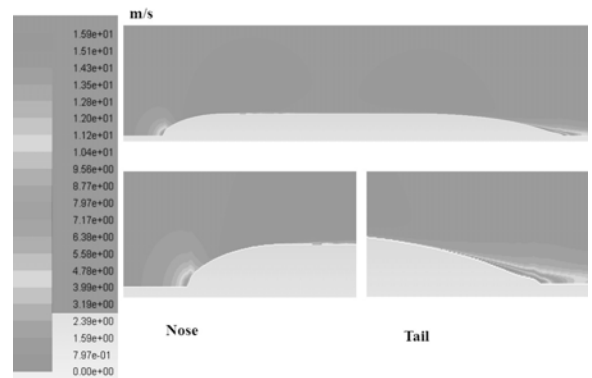 m/s
1.59e+01
1.51e+01
1.43e+01
1.35e+01
1.28e+01
1.20e+01
1.12e+01
1.04e+01
9.56e+00
8.77e+00
7.97e+00
7.17e+00
6.38e+00
5.58e+00
4.78e+00
3.99e+00
3.19e+00
2.39e+00
1.59e+00
7.97e-01
0.00e+00
Nose
Tail